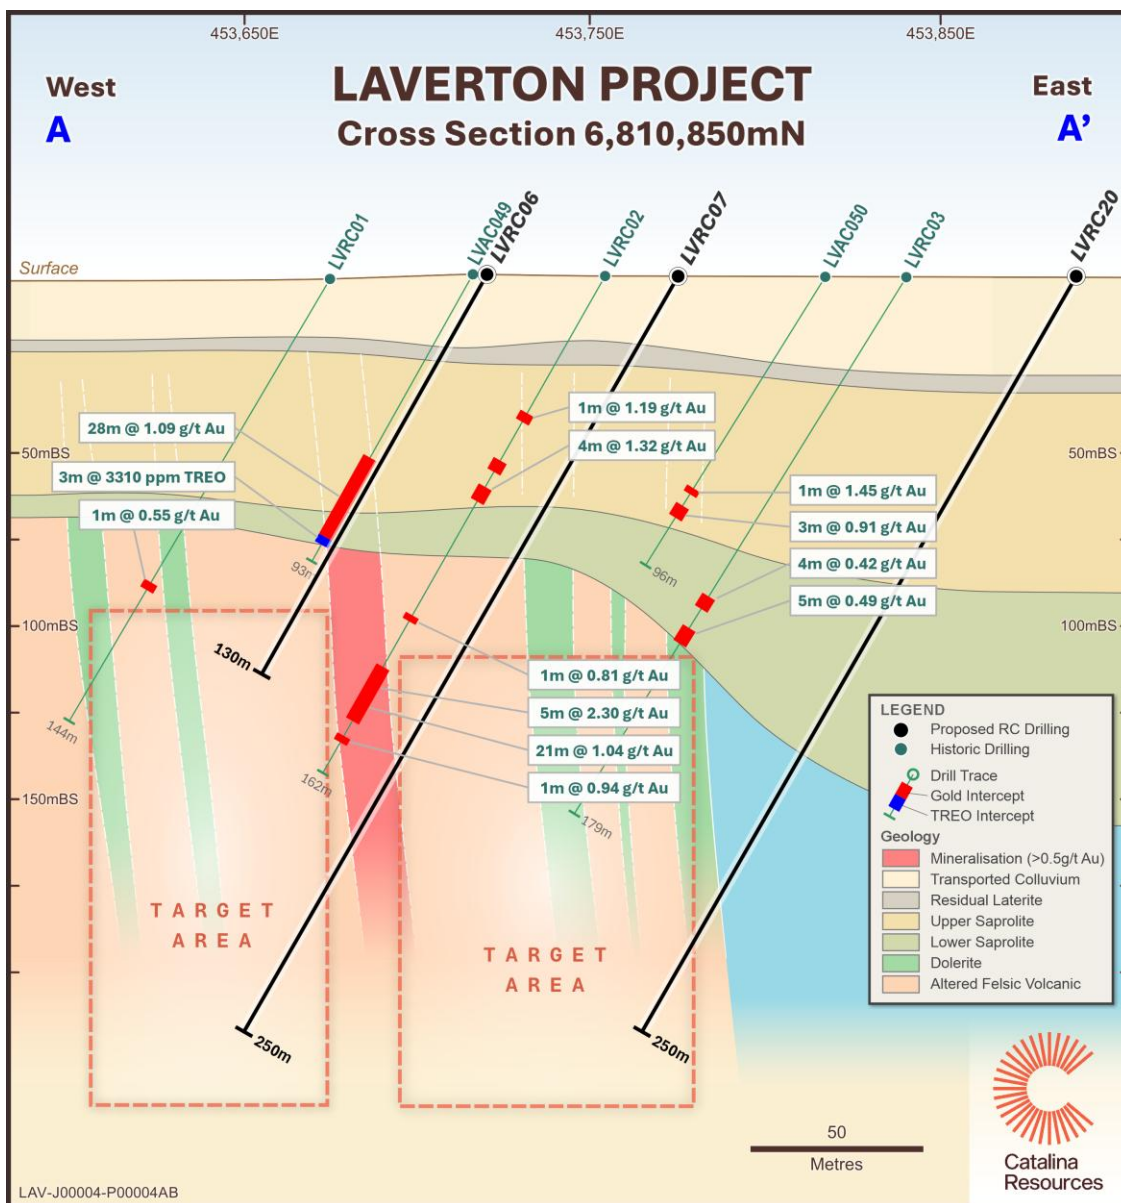 453,650E
453,750E
453,850E
West
A
LAVERTON PROJECT
Cross Section 6,810,850mN
East
A'
LVRC01
LVAC049
LVRC06
LVRC02
LVRC07
LVAC050
LVRC03
LVRC20
Surface
28m @ 1.09 g/t Au
3m @ 3310 ppm TREO
1m @ 0.55 g/t Au
1m @ 1.19 g/t Au
4m @ 1.32 g/t Au
1m @ 1.45 g/t Au
3m @ 0.91 g/t Au
4m @ 0.42 g/t Au
5m @ 0.49 g/t Au
50mBS
50mBS
93m
96m
100mBS
100mBS
130m
1m @ 0.81 g/t Au
5m @ 2.30 g/t Au
21m @ 1.04 g/t Au
1m @ 0.94 g/t Au
144m
162m
179m
150mBS
LEGEND
Proposed RC Drilling
Historic Drilling
Drill Trace
Gold Intercept
TREO Intercept
Geology
Mineralisation (>0.5g/t Au)
Transported Colluvium
Residual Laterite
Upper Saprolite
Lower Saprolite
Dolerite
Altered Felsic Volcanic
TARGET
AREA
TARGET
AREA
250m
250m
50
Metres
Catalina
Resources
LAV-J00004-P00004AB